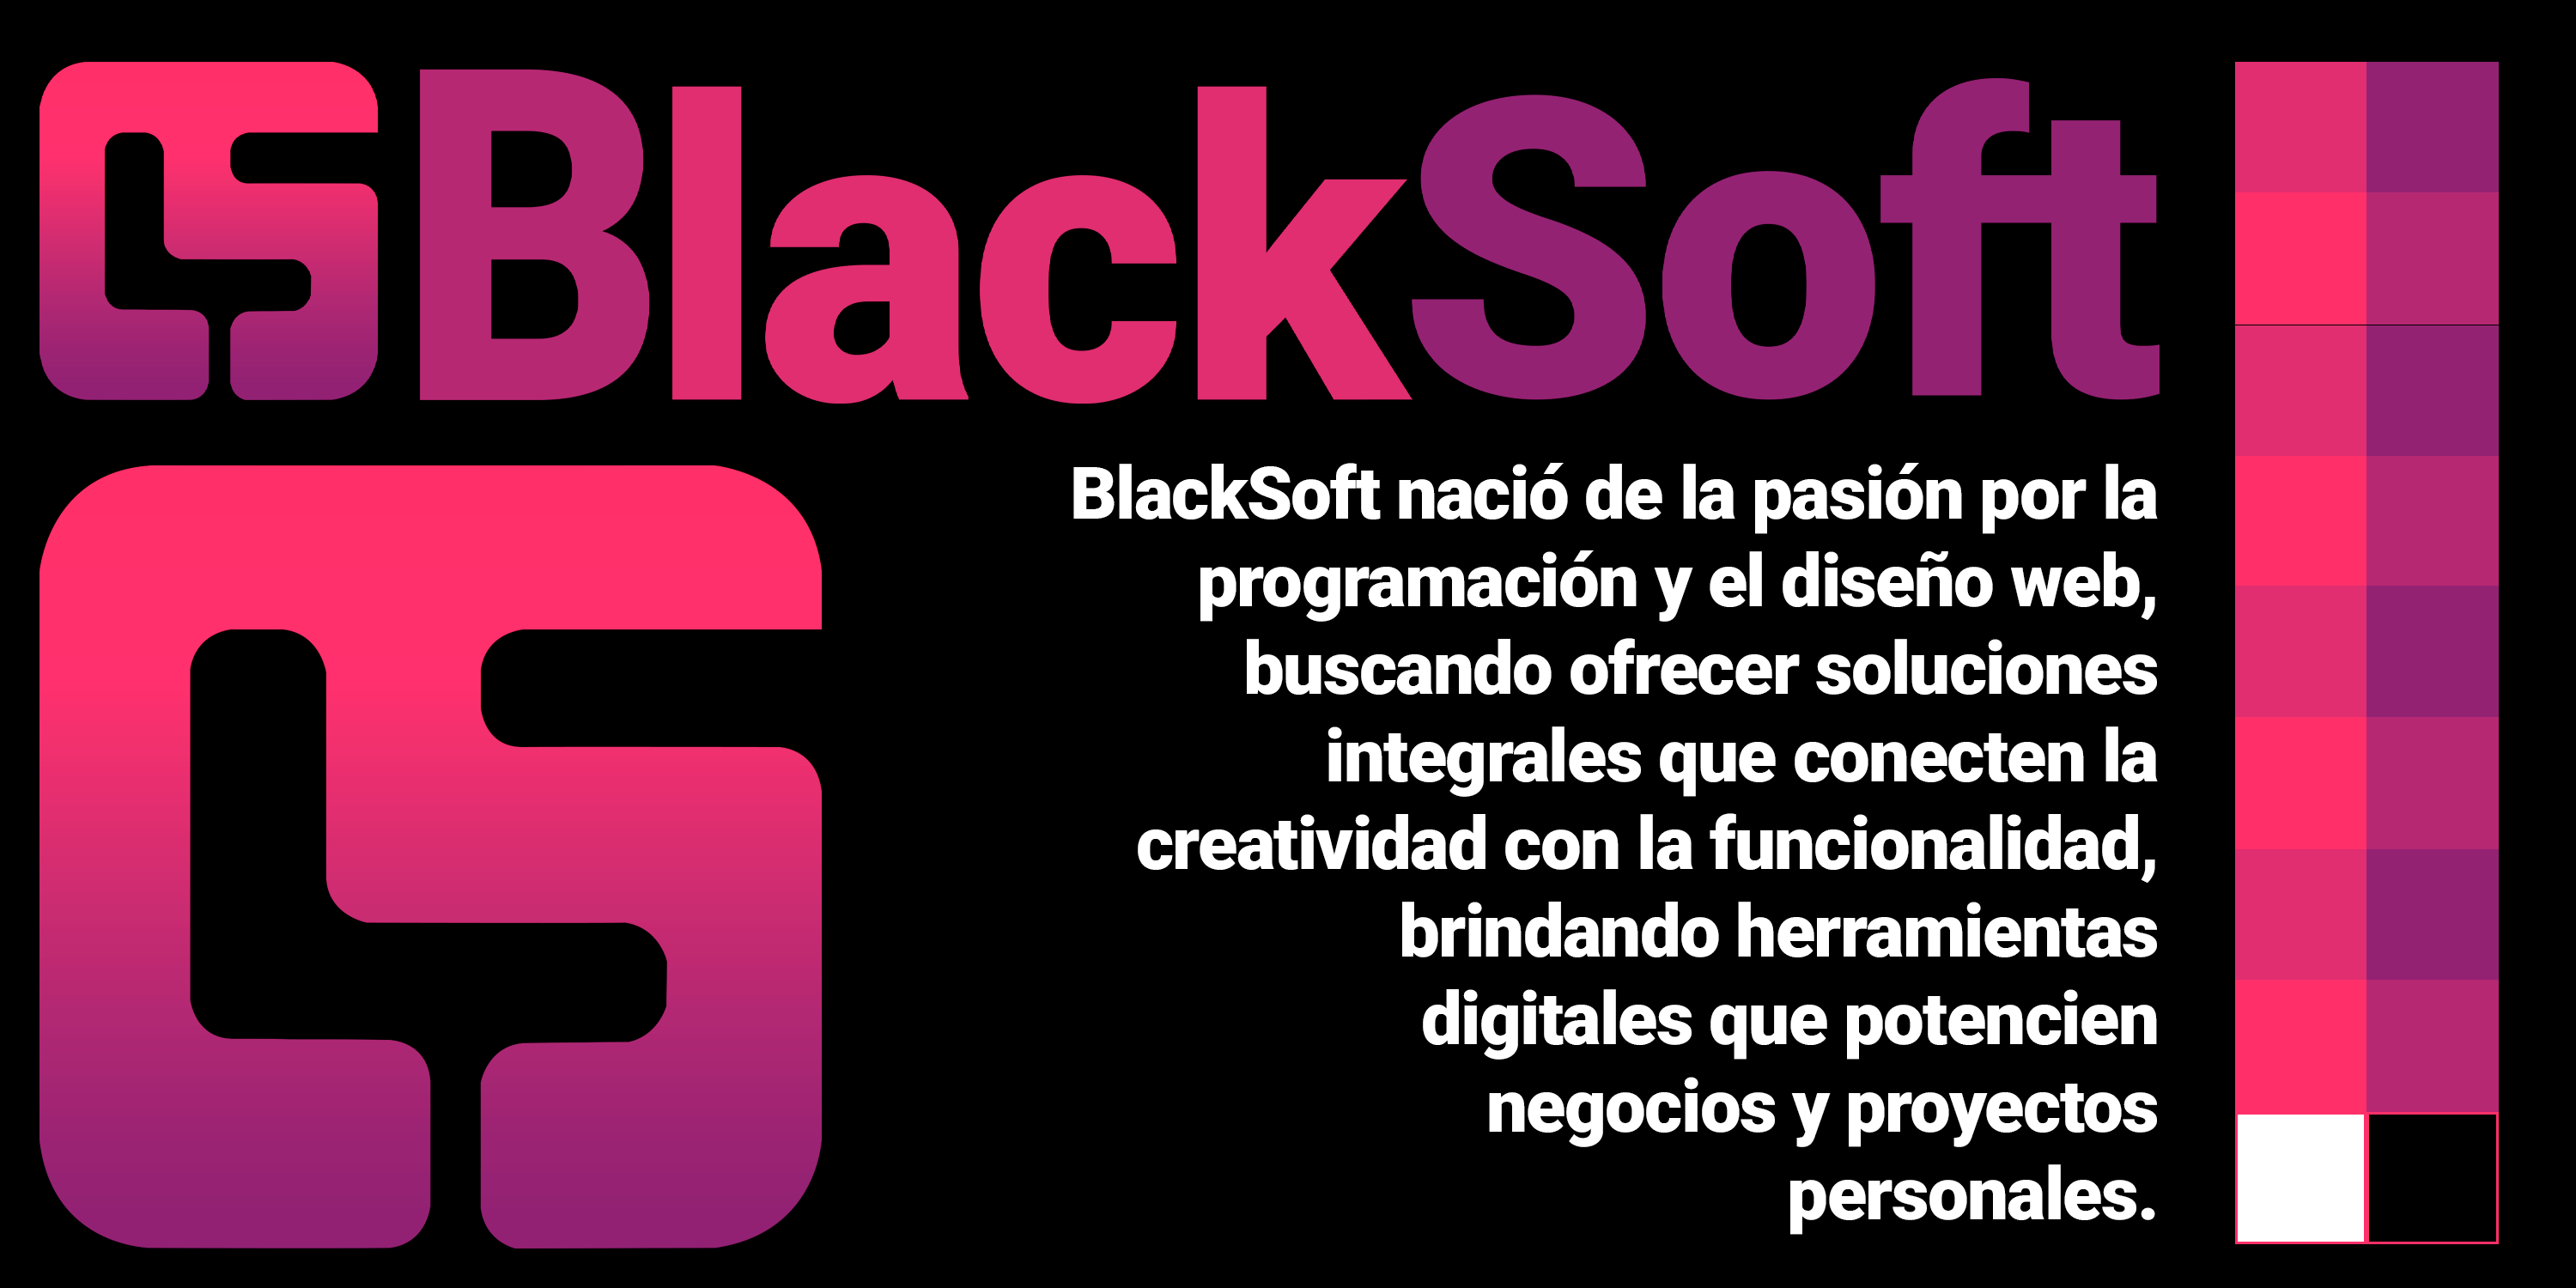 BlackSoft
BlackSoft nació de la pasión por la
programación y el diseño web,
buscando ofrecer soluciones
integrales que conecten la
creatividad con la funcionalidad,
brindando herramientas
digitales que potencien
negocios y proyectos
personales.